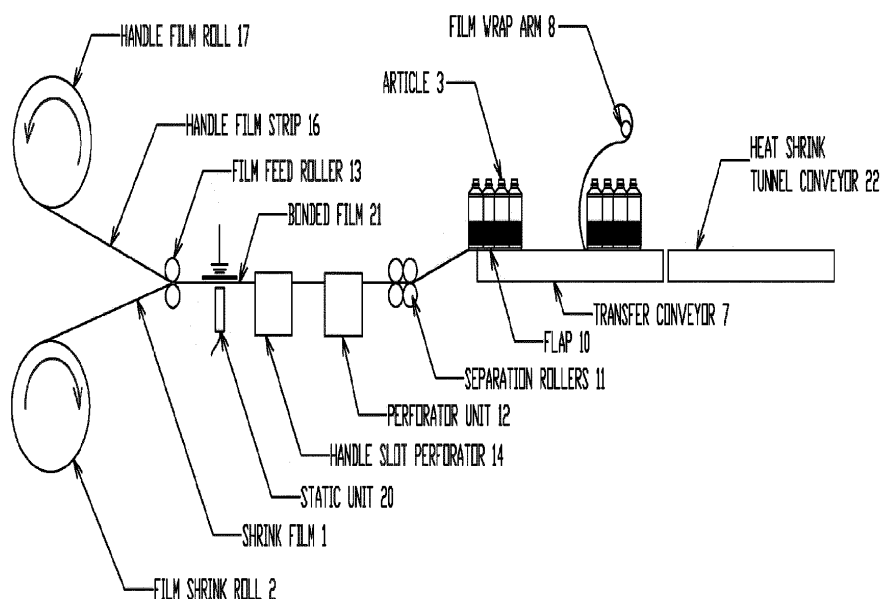 HANDLE FILM ROLL 17
FILM WRAP ARM 8
ARTICLE 3
HANDLE FILM STRIP 16
HEAT SHRINK
TUNNEL CONVEYOR 22
FILM FEED ROLLER 13
BONDED FILM 21
TRANSFER CONVEYOR 7
FLAP 10
SEPARATION ROLLERS 11
PERFORATOR UNIT 12
HANDLE SLOT PERFORATOR 14
STATIC UNIT 20
SHRINK FILM 1
FILM SHRINK ROLL 2